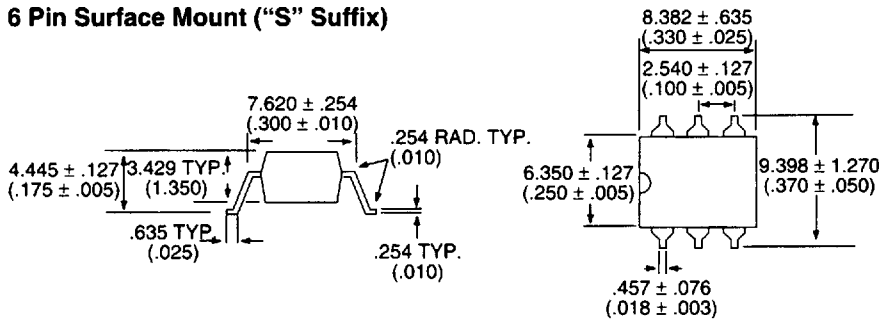 6 Pin Surface Mount (“S” Suffix)
8.382 ± .635
(.330 ± .025)
2.540 ± .127
(.100 ± .005)
7.620 ± .254
(.300 ± .010)
.254 RAD. TYP.
(.010)
4.445 ± .127
(.175 ± .005)
3.429 TYP.
(1.350)
6.350 ± .127
(.250 ± .005)
9.398 ± 1.270
(.370 ± .050)
.635 TYP.
(.025)
.254 TYP.
(.010)
.457 ± .076
(.018 ± .003)